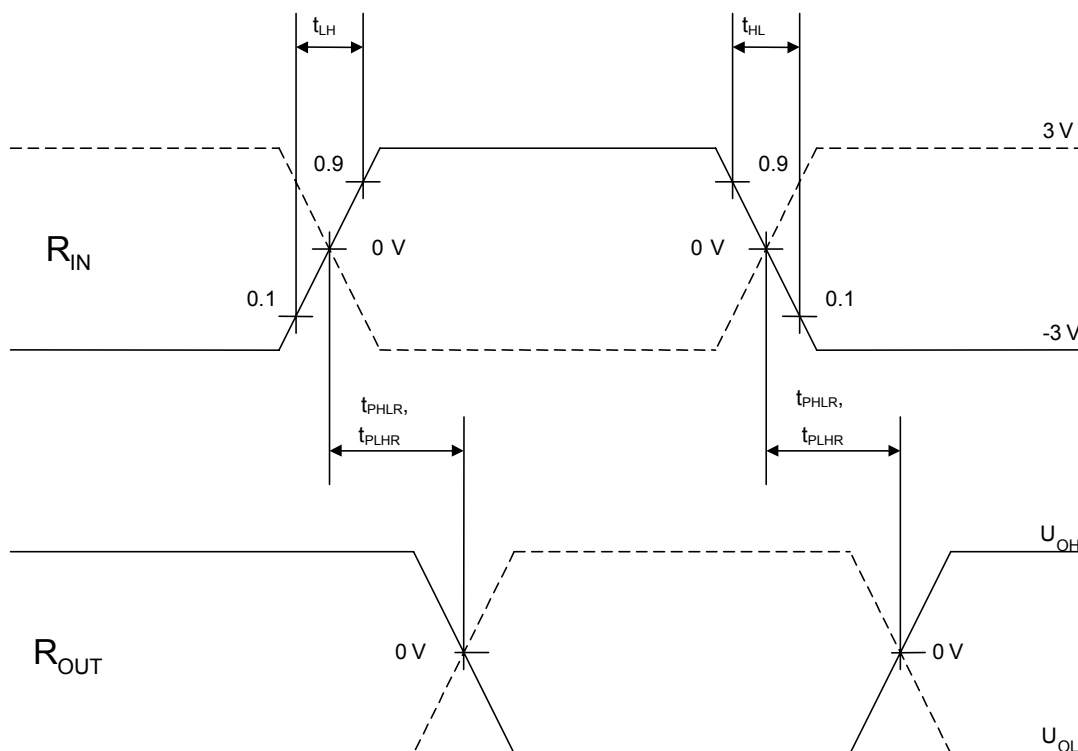 tLH
tHL
3 V
0.9
0.9
RIN
0 V
0 V
0.1
0.1
-3 V
tPHLR,
tPLHR
tPHLR,
tPLHR
UOH
ROUT
0 V
0 V
UOL